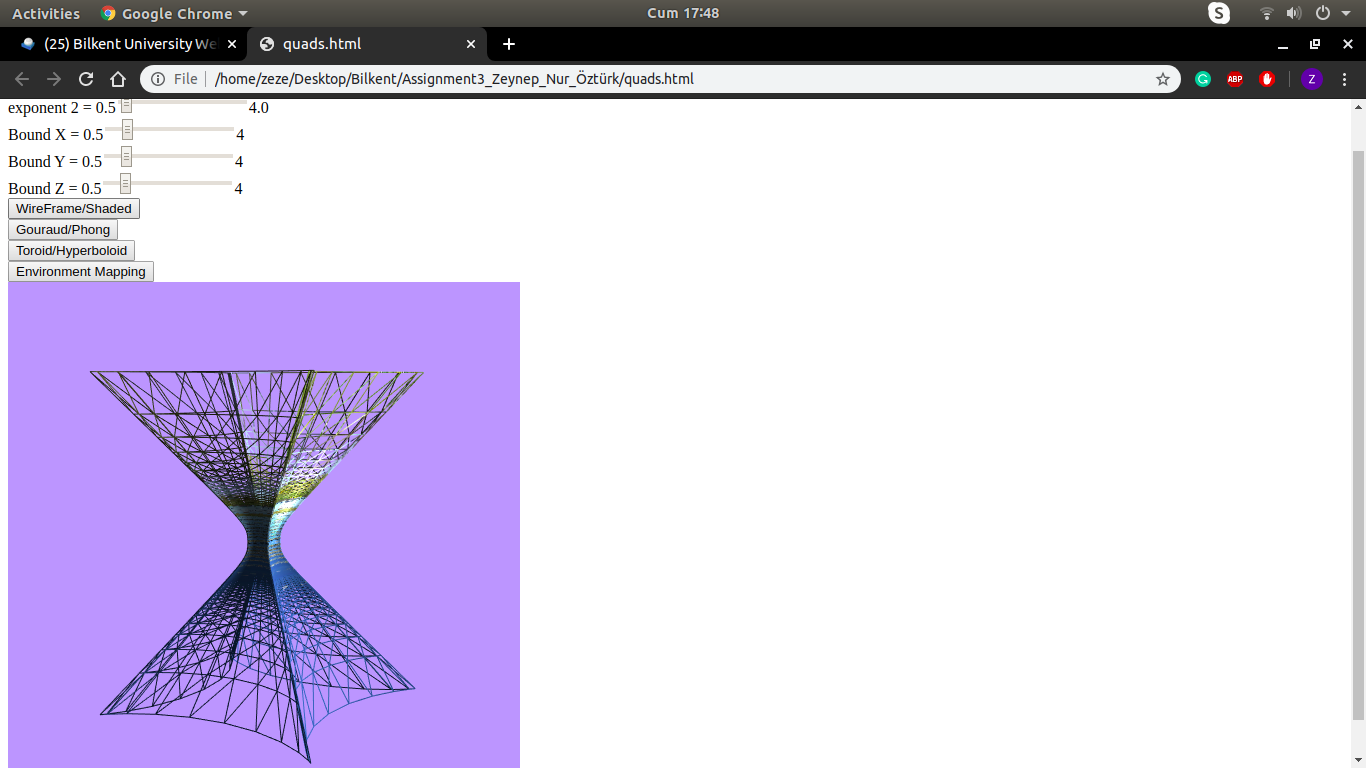 Activities Google Chrome Cum 17:48 S
(25) Bilkent University We quads.html
File /home/zeze/Desktop/Bilkent/Assignment3_Zeynep_Nur_Öztürk/quads.html ABP Z
exponent 2 = 0.5 4.0
Bound X = 0.5 4
Bound Y = 0.5 4
Bound Z = 0.5 4
WireFrame/Shaded
Gouraud/Phong
Toroid/Hyperboloid
Environment Mapping